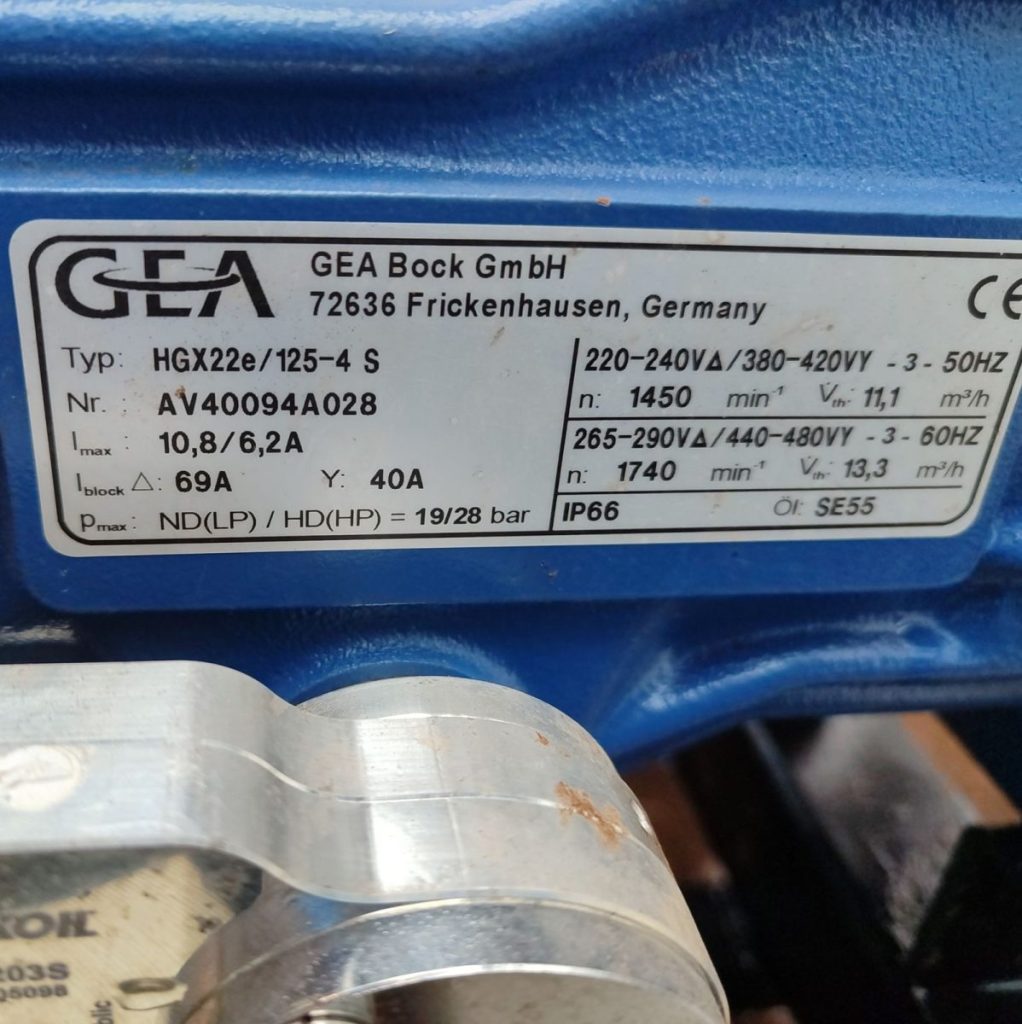 GEA
GEA Bock GmbH
72636 Frickenhausen, Germany
CE
Typ: HGX22e/125-4 S
Nr. : AV40094A028
Imax : 10,8/6,2A
Iblock △: 69A Y: 40A
pmax: ND(LP) / HD(HP) = 19/28 bar
220-240V∆/380-420VY - 3 - 50HZ
n: 1450 min⁻¹ V̇th: 11,1 m³/h
265-290V∆/440-480VY - 3 - 60HZ
n: 1740 min⁻¹ V̇th: 13,3 m³/h
IP66 Öl: SE55
203S